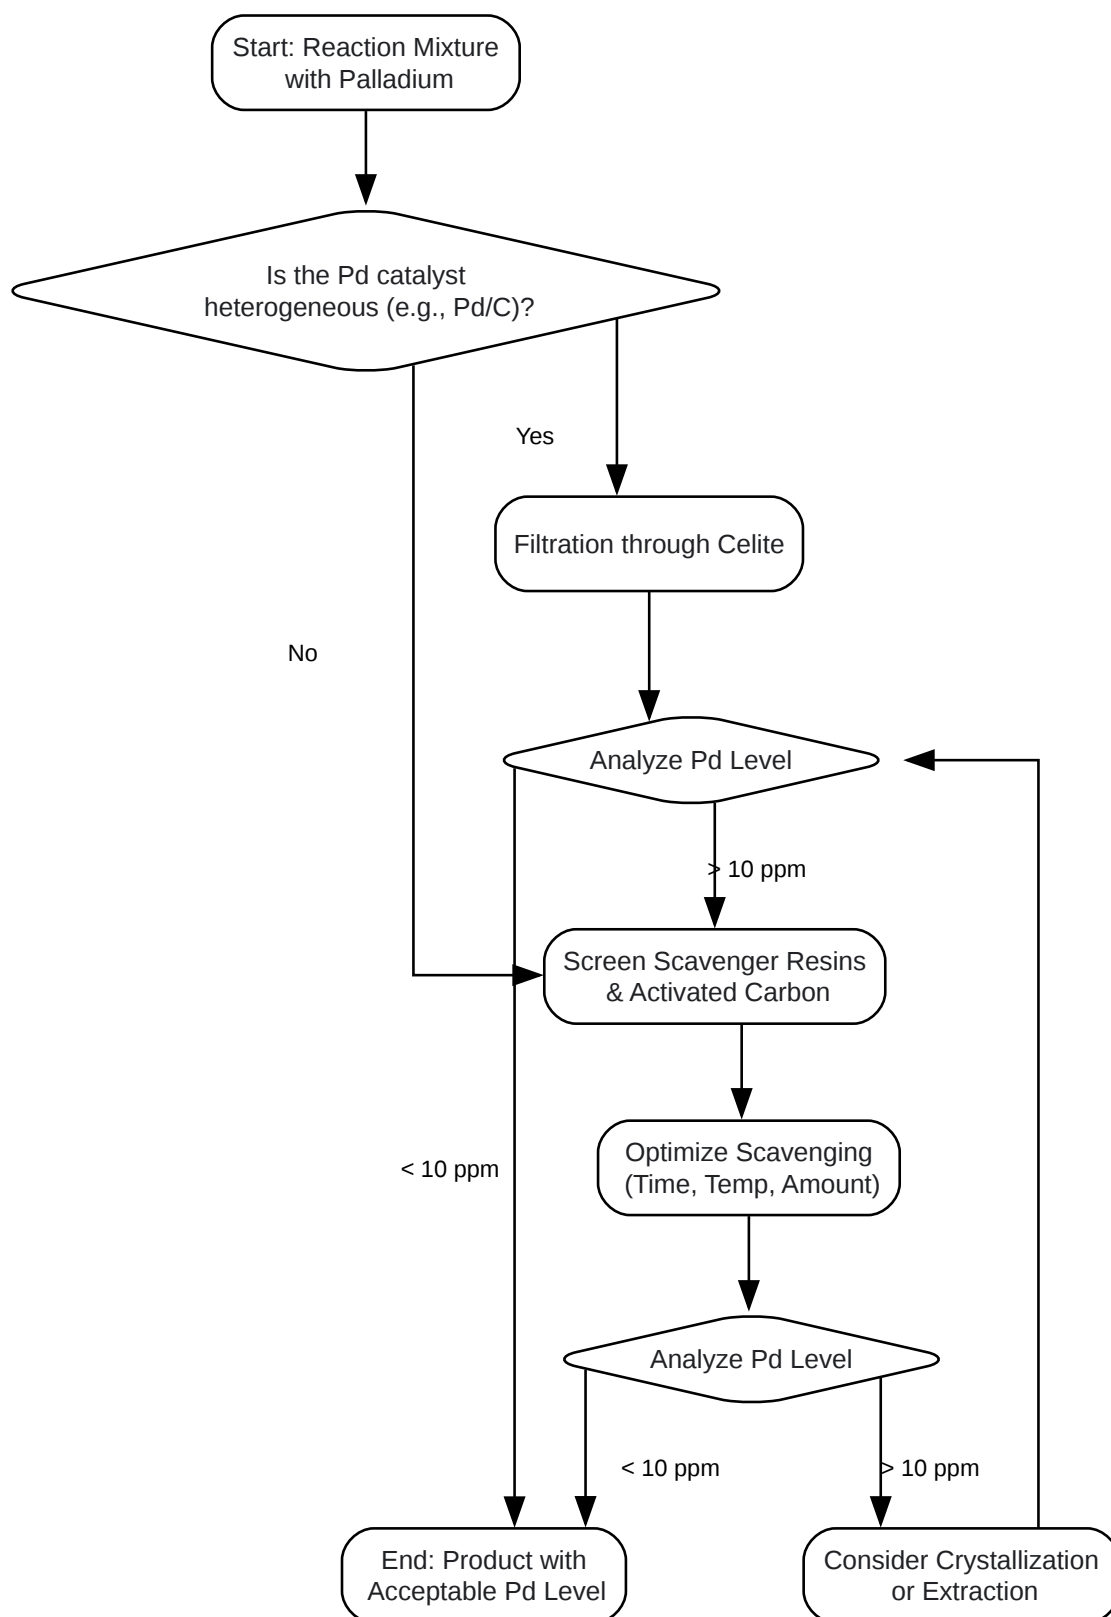 Start: Reaction Mixture
with Palladium
Is the Pd catalyst
heterogeneous (e.g., Pd/C)?
Yes
Filtration through Celite
No
Analyze Pd Level
> 10 ppm
Screen Scavenger Resins
& Activated Carbon
Optimize Scavenging
(Time, Temp, Amount)
< 10 ppm
Analyze Pd Level
< 10 ppm
> 10 ppm
End: Product with
Acceptable Pd Level
Consider Crystallization
or Extraction